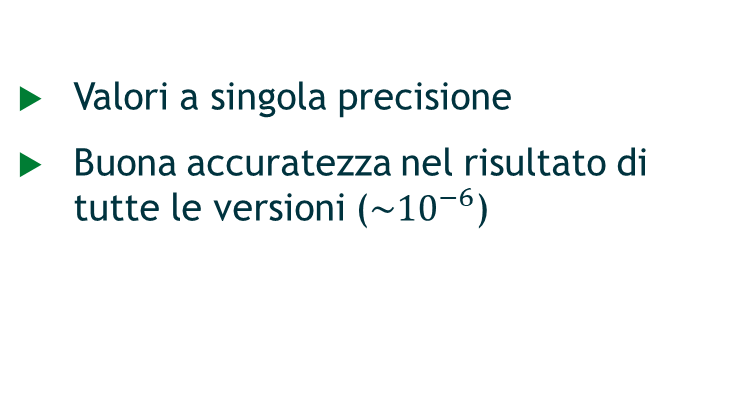 Valori a singola precisione
Buona accuratezza nel risultato di
tutte le versioni (~10⁻⁶)